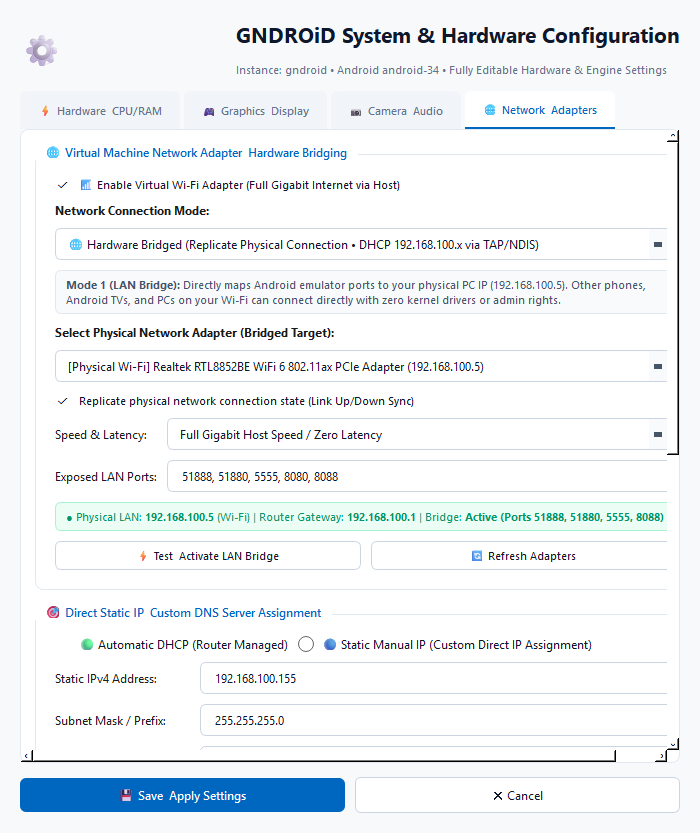 GNDROiD System & Hardware Configuration
Instance: gndroid • Android android-34 • Fully Editable Hardware & Engine Settings
Hardware CPU/RAM
Graphics Display
Camera Audio
Network Adapters
Virtual Machine Network Adapter Hardware Bridging
Enable Virtual Wi-Fi Adapter (Full Gigabit Internet via Host)
Network Connection Mode:
Hardware Bridged (Replicate Physical Connection • DHCP 192.168.100.x via TAP/NDIS)
Mode 1 (LAN Bridge): Directly maps Android emulator ports to your physical PC IP (192.168.100.5). Other phones,
Android TVs, and PCs on your Wi-Fi can connect directly with zero kernel drivers or admin rights.
Select Physical Network Adapter (Bridged Target):
[Physical Wi-Fi] Realtek RTL8852BE WiFi 6 802.11ax PCIe Adapter (192.168.100.5)
Replicate physical network connection state (Link Up/Down Sync)
Speed & Latency:
Full Gigabit Host Speed / Zero Latency
Exposed LAN Ports:
51888, 51880, 5555, 8080, 8088
● Physical LAN: 192.168.100.5 (Wi-Fi) | Router Gateway: 192.168.100.1 | Bridge: Active (Ports 51888, 51880, 5555, 8088)
Test Activate LAN Bridge
Refresh Adapters
Direct Static IP Custom DNS Server Assignment
Automatic DHCP (Router Managed)
Static Manual IP (Custom Direct IP Assignment)
Static IPv4 Address:
192.168.100.155
Subnet Mask / Prefix:
255.255.255.0
Save Apply Settings
✕ Cancel